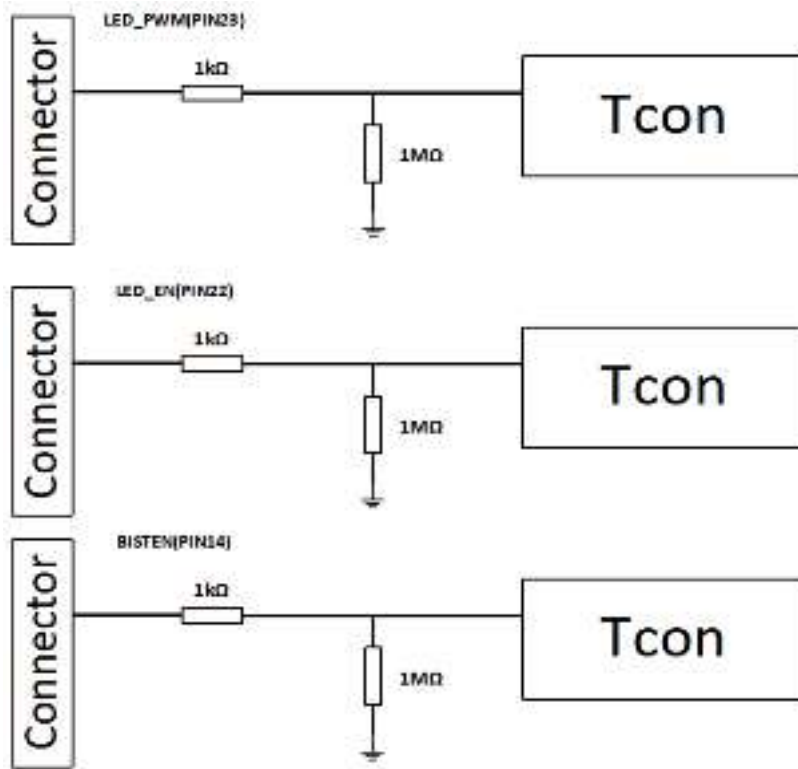 LED_PWM(PIN23)
Connector
1kΩ
1MΩ
Tcon
LED_EN(PIN22)
Connector
1kΩ
1MΩ
Tcon
BISTEN(PIN14)
Connector
1kΩ
1MΩ
Tcon